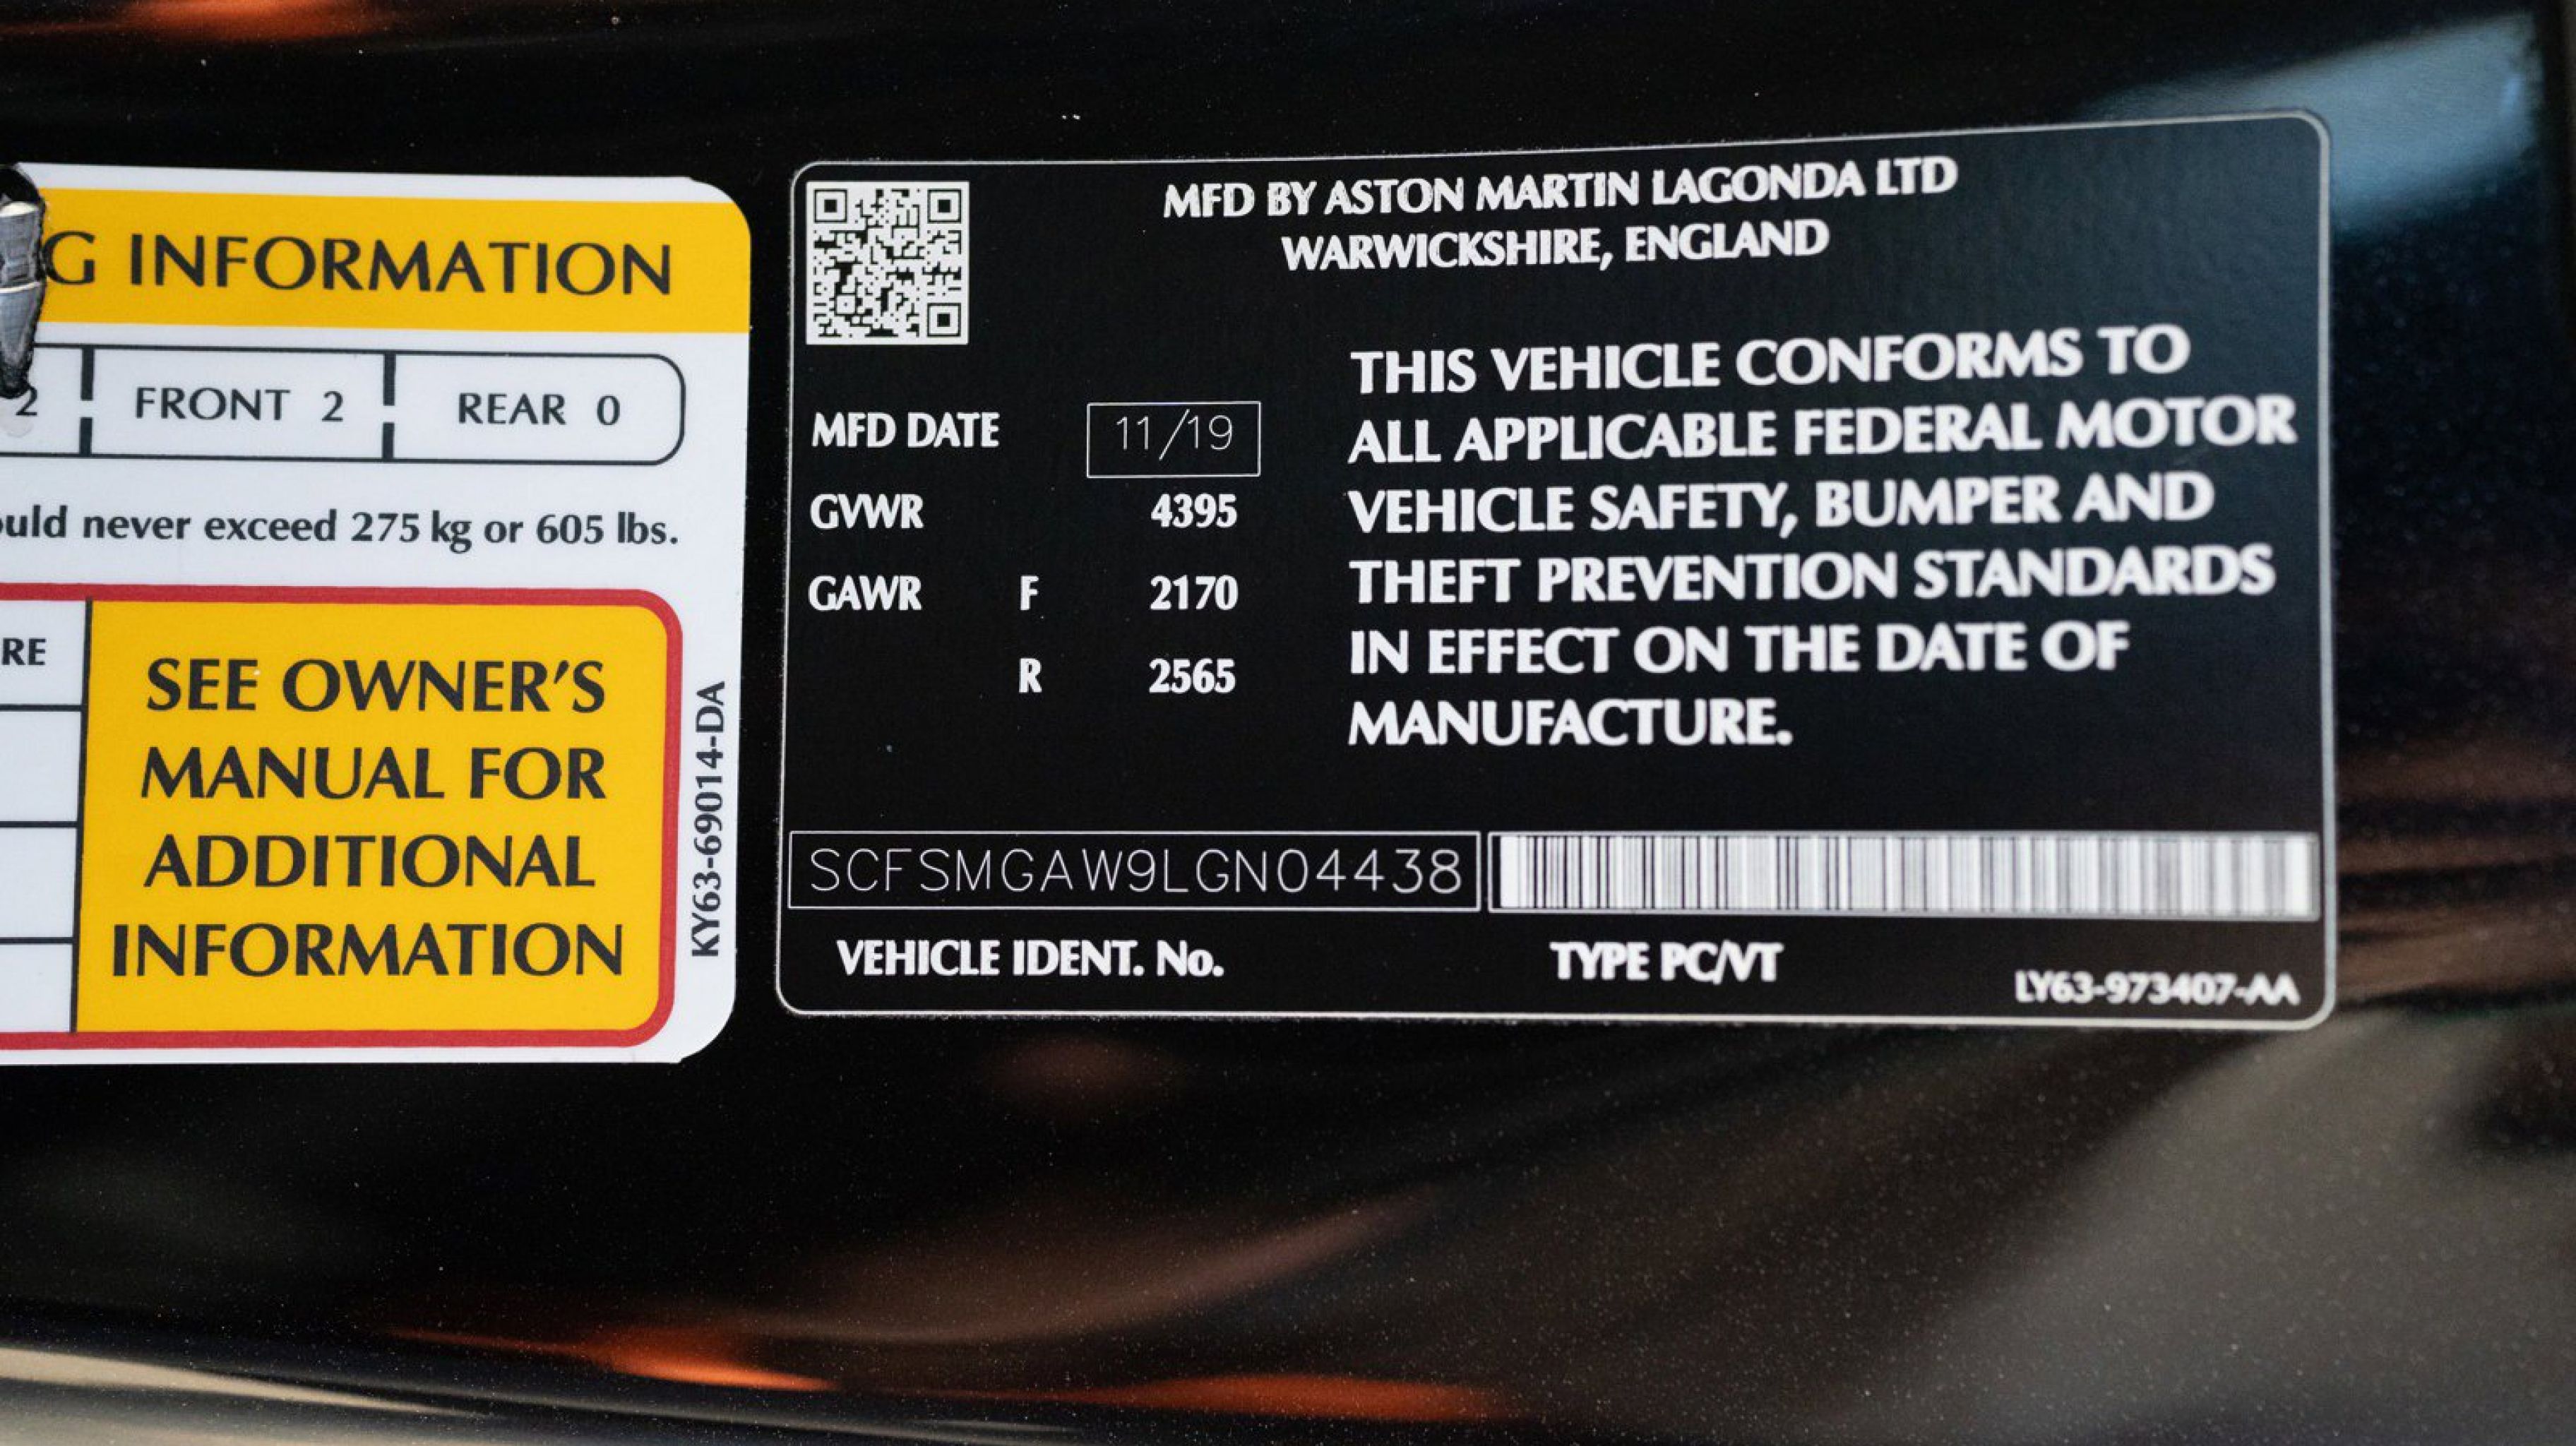 G INFORMATION
2 FRONT 2 REAR 0
uld never exceed 275 kg or 605 lbs.
RE
SEE OWNER'S
MANUAL FOR
ADDITIONAL
INFORMATION
KY63-69014-DA
MFD BY ASTON MARTIN LAGONDA LTD
WARWICKSHIRE, ENGLAND
MFD DATE 11/19
GVWR 4395
GAWR F 2170
R 2565
THIS VEHICLE CONFORMS TO
ALL APPLICABLE FEDERAL MOTOR
VEHICLE SAFETY, BUMPER AND
THEFT PREVENTION STANDARDS
IN EFFECT ON THE DATE OF
MANUFACTURE.
SCFSMGAW9LGN04438
VEHICLE IDENT. No. TYPE PC/VT
LY63-973407-AA